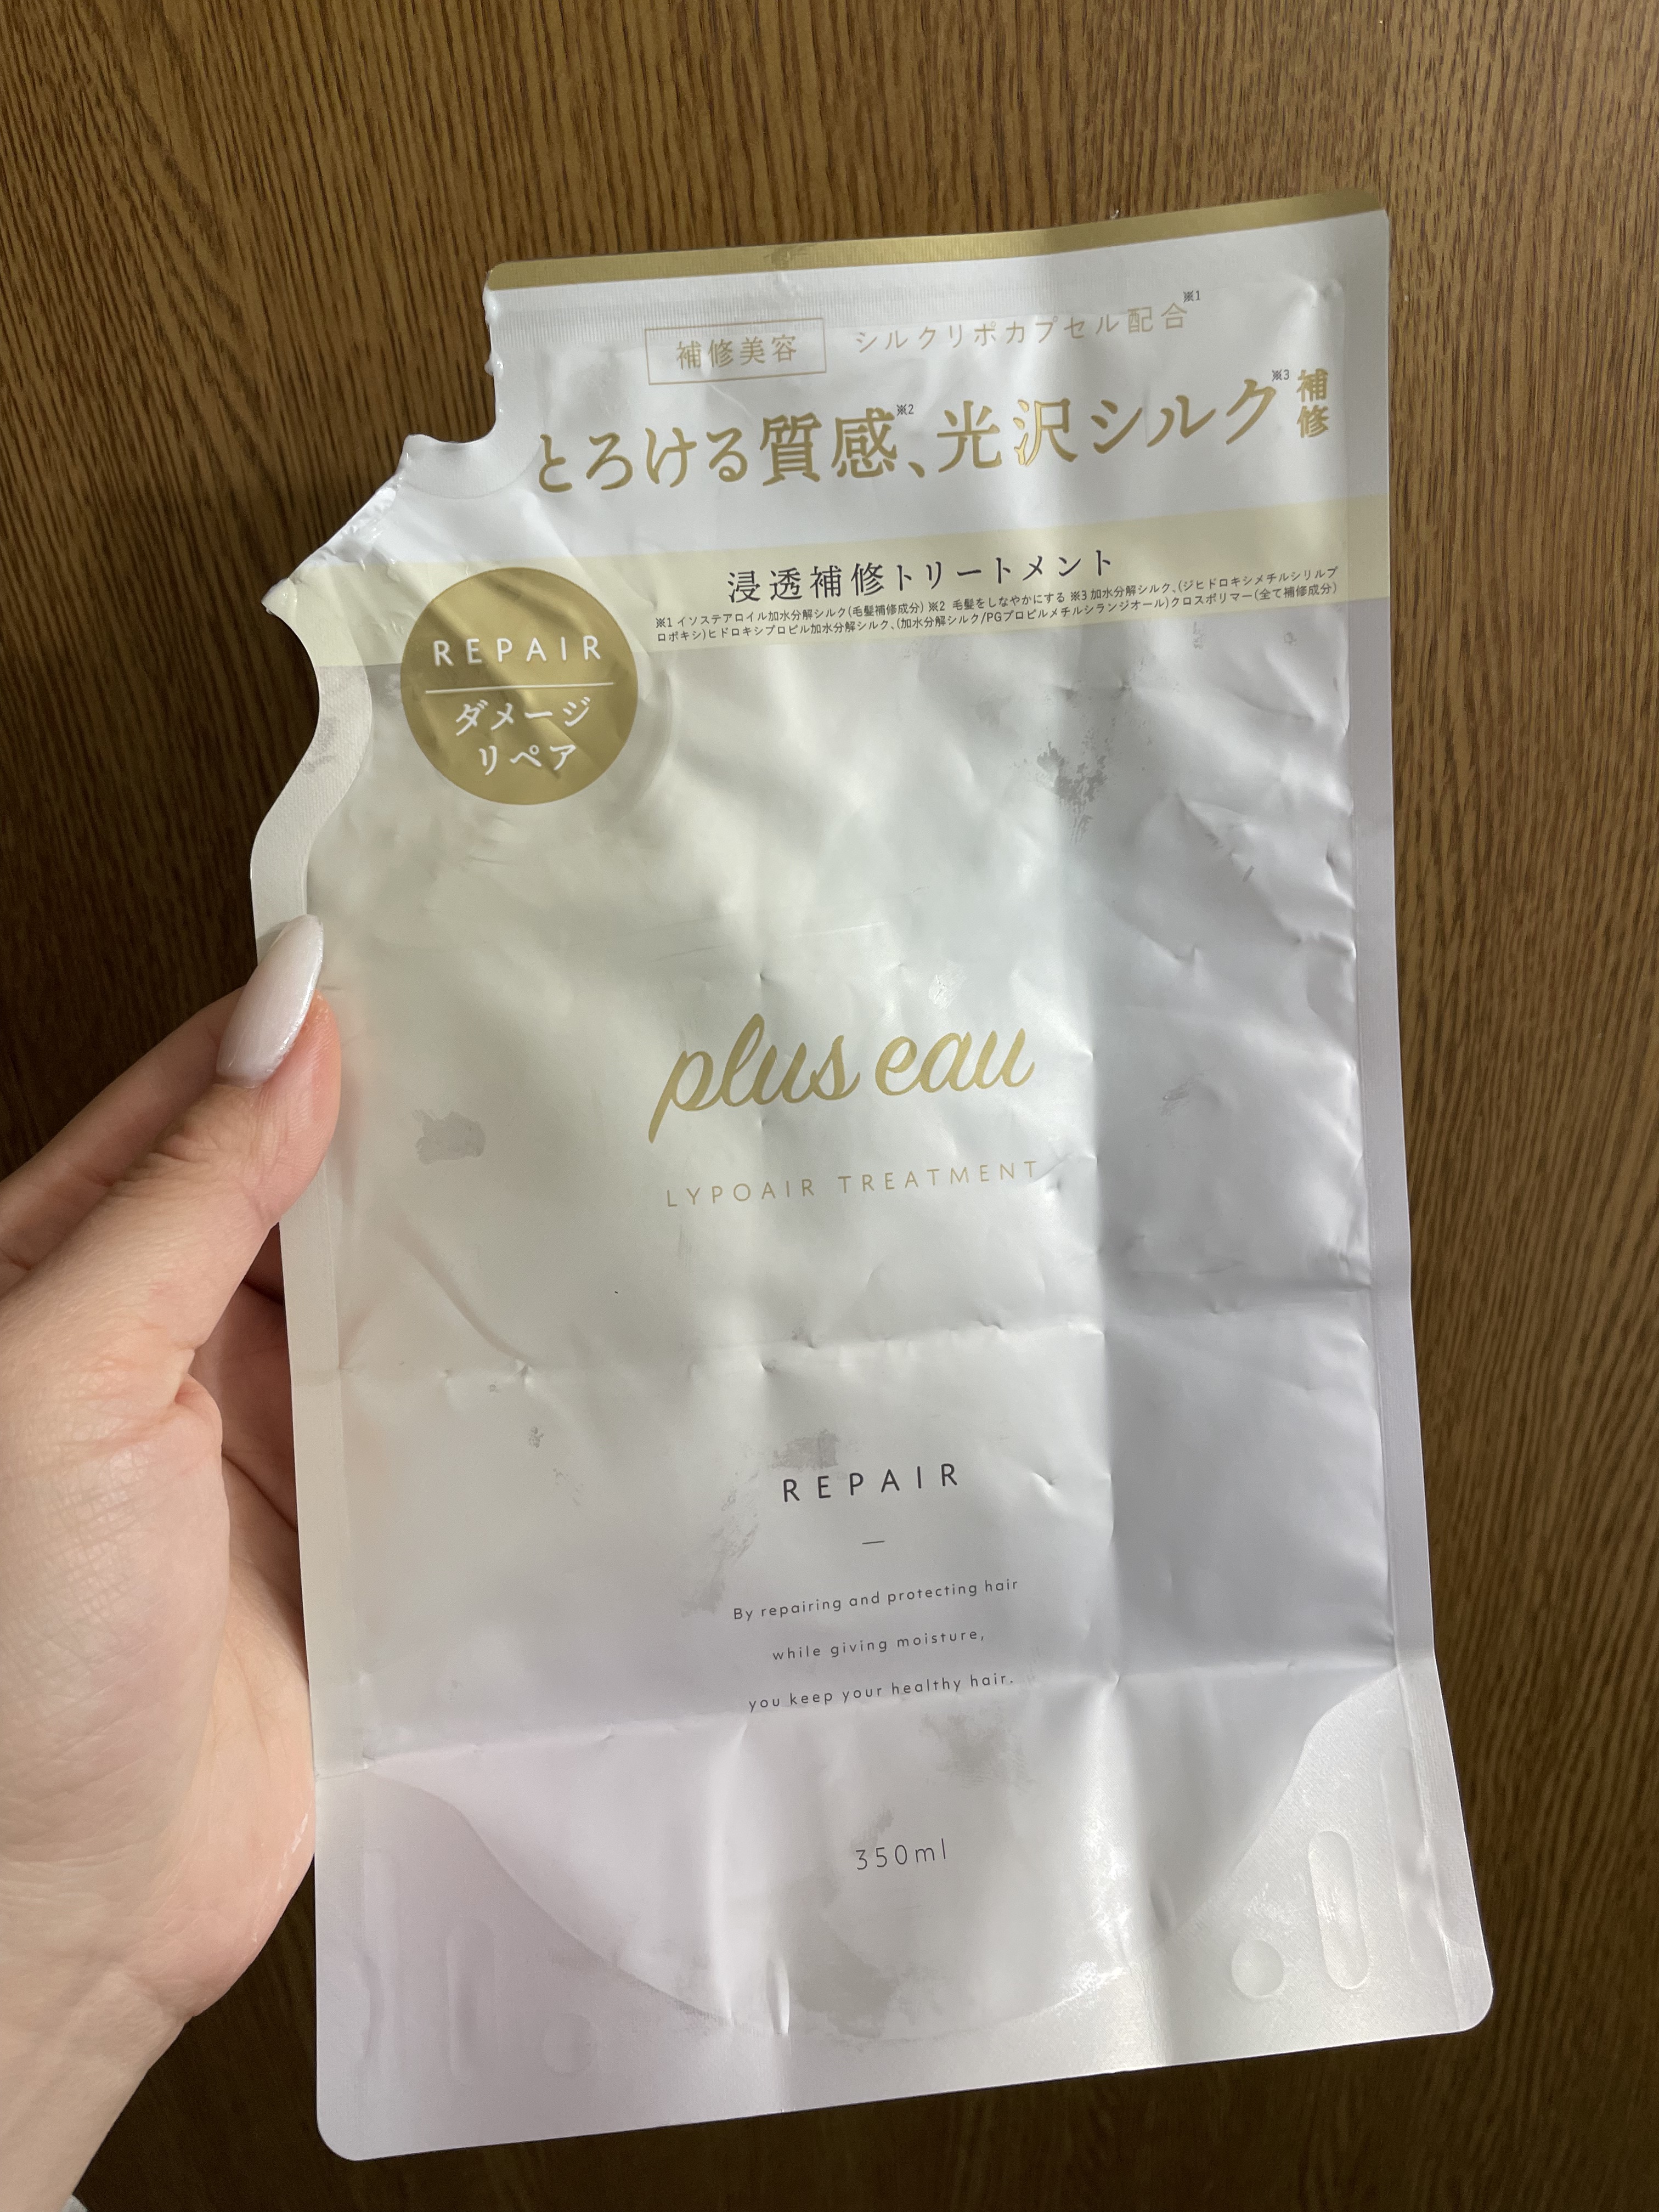 補修美容 シルクリポカプセル配合※1
とろける質感※2、光沢シルク※3補修
浸透補修トリートメント
※1 イソステアロイル加水分解シルク(毛髪補修成分) ※2 毛髪をしなやかにする ※3 加水分解シルク、(ジヒドロキシメチルシリルプ
ロポキシ)ヒドロキシプロピル加水分解シルク、(加水分解シルク/PGプロピルメチルシランジオール)クロスポリマー(全て補修成分)
REPAIR
ダメージ
リペア
plus eau
LYPOAIR TREATMENT
REPAIR
By repairing and protecting hair
while giving moisture,
you keep your healthy hair.
350ml